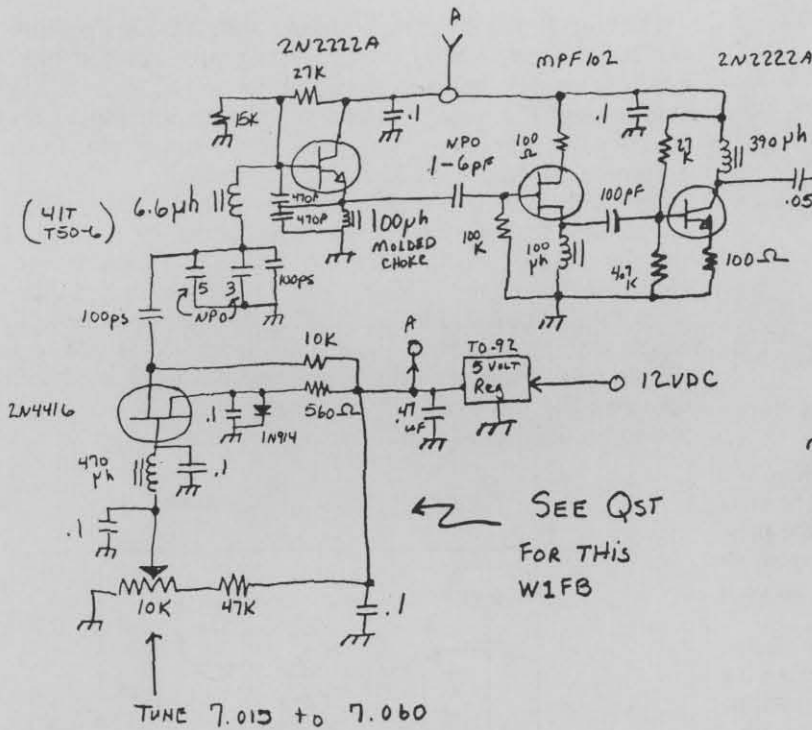 A
2N2222A
27K
15K
.1
MPF102
2N2222A
.1
100
Ω
27
K
390 µh
NPO
1-6pF
6.6µh
(41T
T50-6)
470P
470P
100µh
MOLDED
CHOKE
100
K
100
µh
100pF
4.7
K
100Ω
.05
100ps
5
3
100ps
NPO
10K
A
TO-92
5 VOLT
Reg
12VDC
2N4416
.1
1N914
560Ω
.47
uF
470
µh
.1
.1
10K
47K
.1
SEE QST
FOR THIS
W1FB
TUNE 7.015 to 7.060